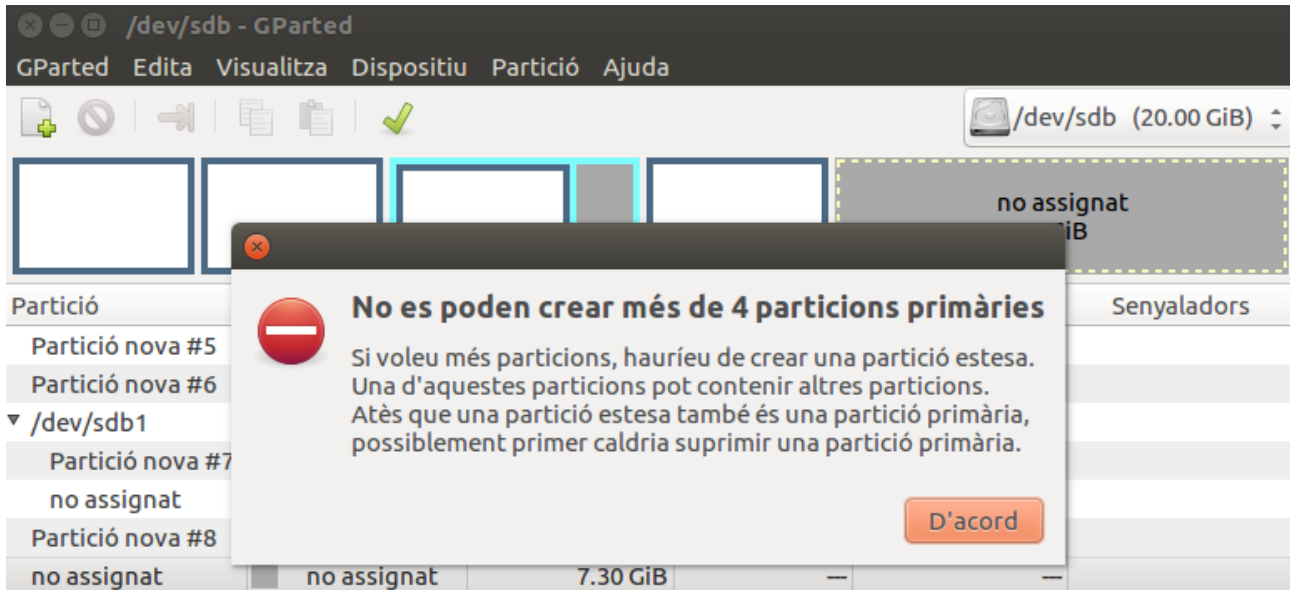 /dev/sdb - GParted
GParted Edita Visualitza Dispositiu Partició Ajuda
/dev/sdb (20.00 GiB)
no assignat
iB
Partició Senyaladors
Partició nova #5
Partició nova #6
/dev/sdb1
Partició nova #7
no assignat
Partició nova #8
no assignat no assignat 7.30 GiB --- ---
No es poden crear més de 4 particions primàries
Si voleu més particions, hauríeu de crear una partició estesa.
Una d'aquestes particions pot contenir altres particions.
Atès que una partició estesa també és una partició primària,
possiblement primer caldria suprimir una partició primària.
D'acord